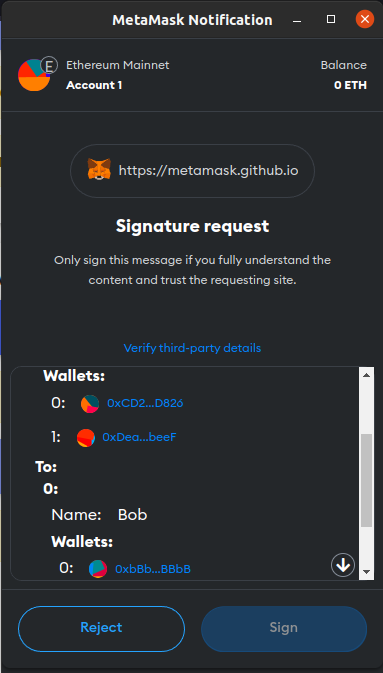 MetaMask Notification
E
Ethereum Mainnet
Balance
Account 1
0 ETH
https://metamask.github.io
Signature request
Only sign this message if you fully understand the
content and trust the requesting site.
Verify third-party details
Wallets:
0: 0xCD2...D826
1: 0xDea...beeF
To:
0:
Name: Bob
Wallets:
0: 0xbBb...BBbB
Reject
Sign